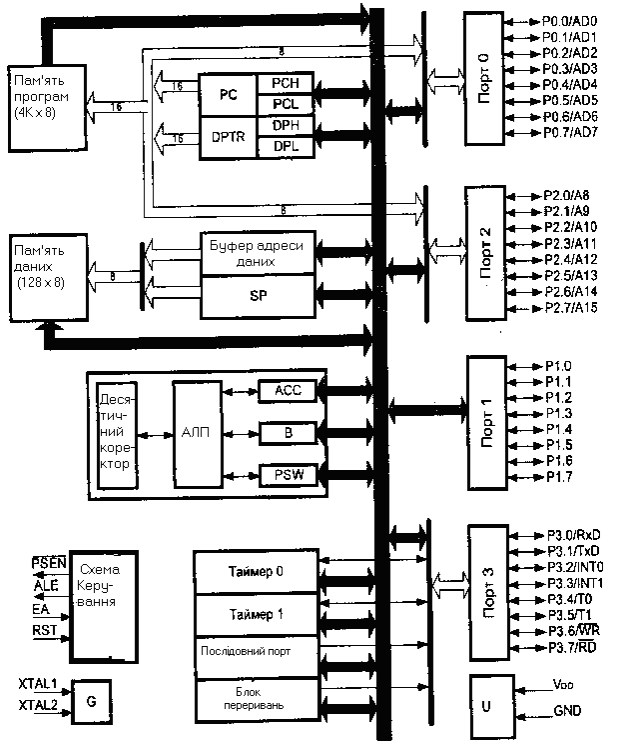 Пам'ять
програм
(4K x 8)
16
8
16
PC
PCH
PCL
16
DPTR
DPH
DPL
8
Порт 0
P0.0/AD0
P0.1/AD1
P0.2/AD2
P0.3/AD3
P0.4/AD4
P0.5/AD5
P0.6/AD6
P0.7/AD7
Пам'ять
даних
(128 x 8)
8
Буфер адреси
даних
SP
Порт 2
P2.0/A8
P2.1/A9
P2.2/A10
P2.3/A11
P2.4/A12
P2.5/A13
P2.6/A14
P2.7/A15
Деся-
тич-
ний
коре-
ктор
АЛП
ACC
B
PSW
Порт 1
P1.0
P1.1
P1.2
P1.3
P1.4
P1.5
P1.6
P1.7
PSEN
ALE
EA
RST
Схема
Керу-
вання
XTAL1
XTAL2
G
Таймер 0
Таймер 1
Послідовний порт
Блок
переривань
Порт 3
P3.0/RxD
P3.1/TxD
P3.2/INT0
P3.3/INT1
P3.4/T0
P3.5/T1
P3.6/WR
P3.7/RD
U
VDD
GND